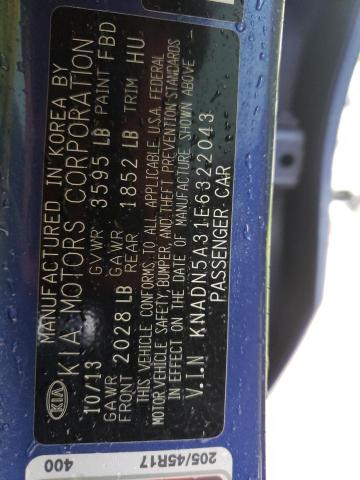 MANUFACTURED IN KOREA BY
KIA KIA MOTORS CORPORATION
10/13 GVWR 3595 LB PAINT FBD
GAWR FRONT 2028 LB GAWR REAR 1852 LB TRIM HU
THIS VEHICLE CONFORMS TO ALL APPLICABLE U.S.A. FEDERAL
MOTOR VEHICLE SAFETY, BUMPER, AND THEFT PREVENTION STANDARDS
IN EFFECT ON THE DATE OF MANUFACTURE SHOWN ABOVE
V.I.N KNADN5A31E6322043
PASSENGER CAR
205/45R17
400